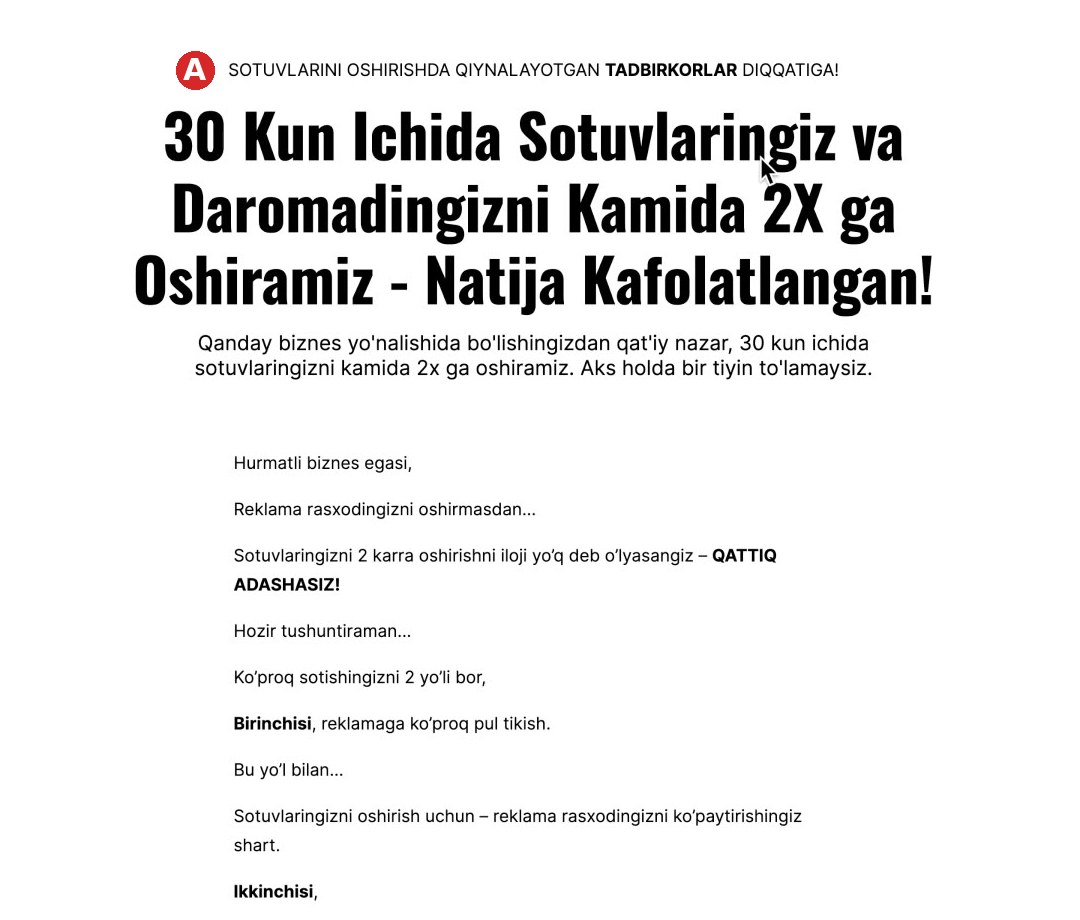 A SOTUVLARINI OSHIRISHDA QIYNALAYOTGAN TADBIRKORLAR DIQQATIGA!
30 Kun Ichida Sotuvlaringiz va
Daromadingizni Kamida 2X ga
Oshiramiz - Natija Kafolatlangan!
Qanday biznes yo'nalishida bo'lishingizdan qat'iy nazar, 30 kun ichida
sotuvlaringizni kamida 2x ga oshiramiz. Aks holda bir tiyin to'lamaysiz.
Hurmatli biznes egasi,
Reklama rasxodingizni oshirmasdan...
Sotuvlaringizni 2 karra oshirishni iloji yo’q deb o’lyasangiz – QATTIQ
ADASHASIZ!
Hozir tushuntiraman...
Ko’proq sotishingizni 2 yo’li bor,
Birinchisi, reklamaga ko’proq pul tikish.
Bu yo’l bilan...
Sotuvlaringizni oshirish uchun – reklama rasxodingizni ko’paytirishingiz
shart.
Ikkinchisi,